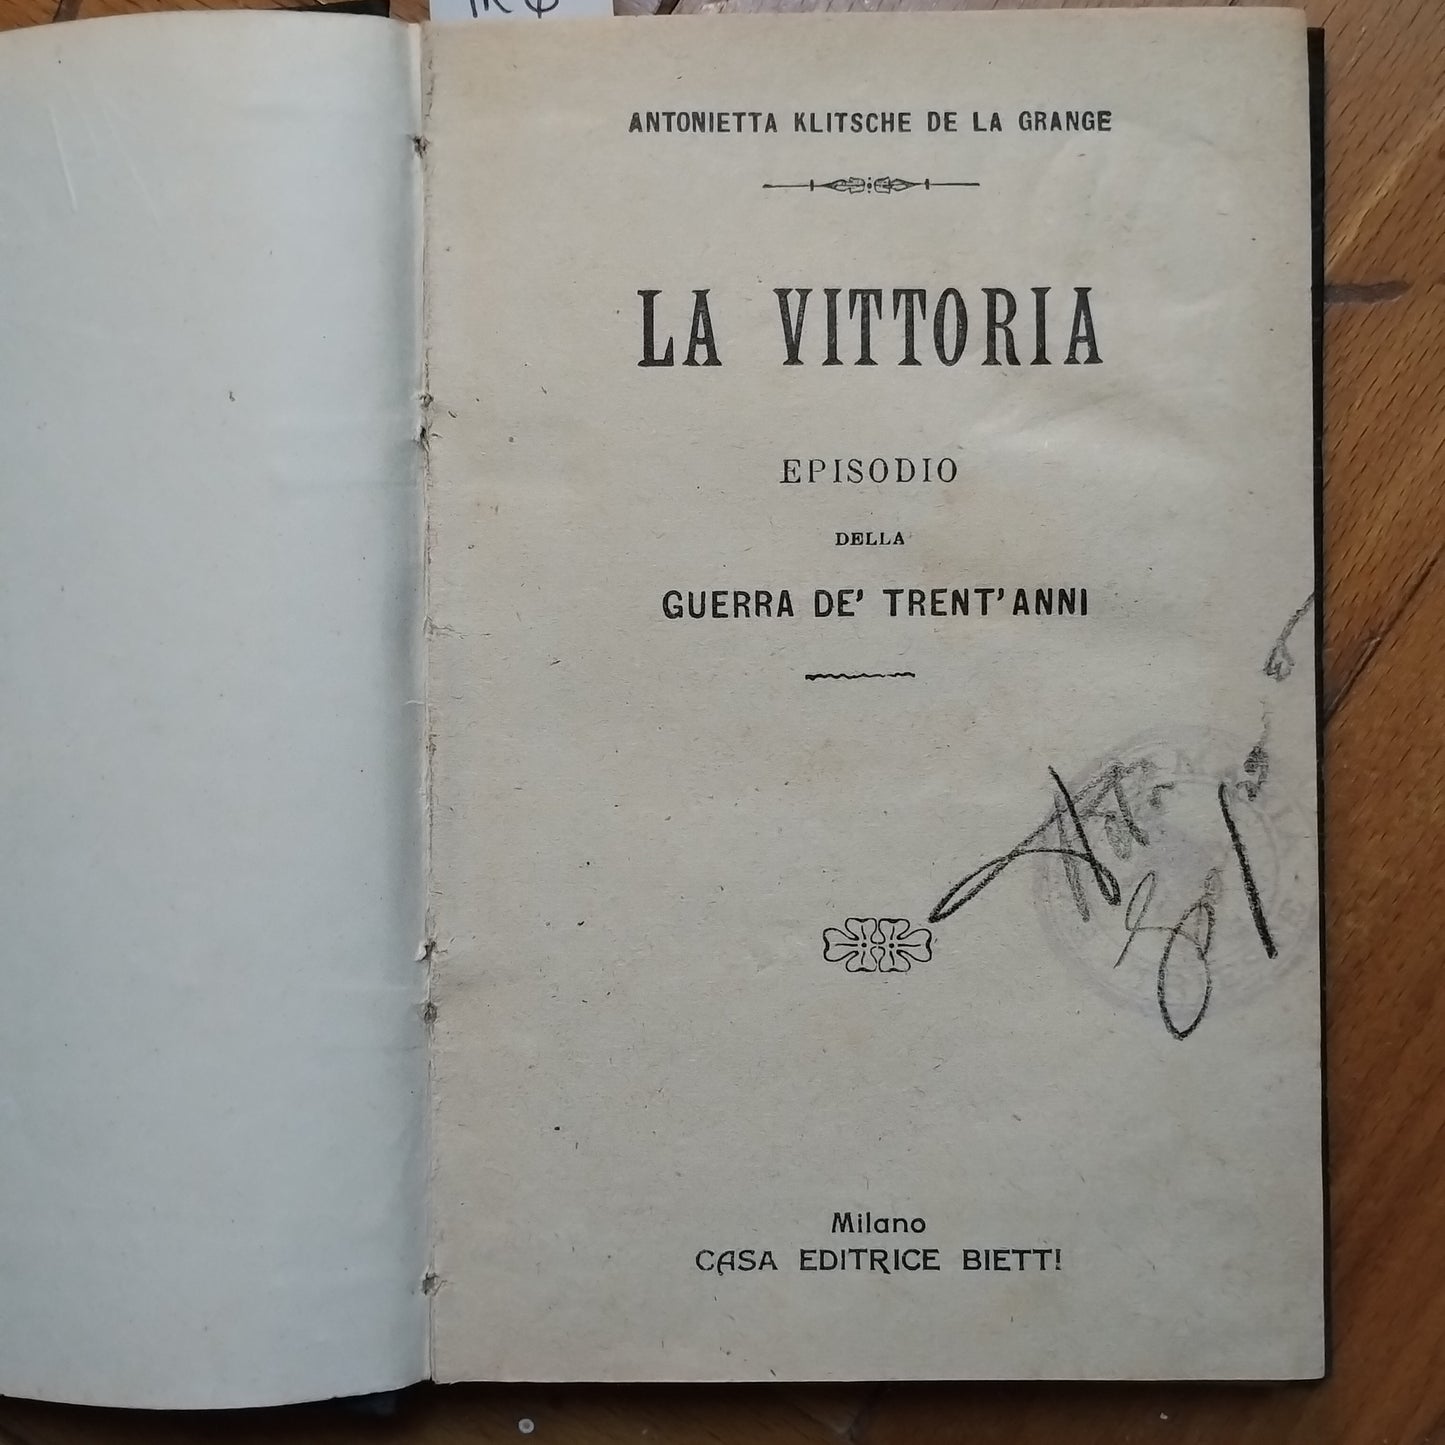 ANTONIETTA KLITSCHE DE LA GRANGE
LA VITTORIA
EPISODIO
DELLA
GUERRA DE' TRENT'ANNI
Milano
CASA EDITRICE BIETTI